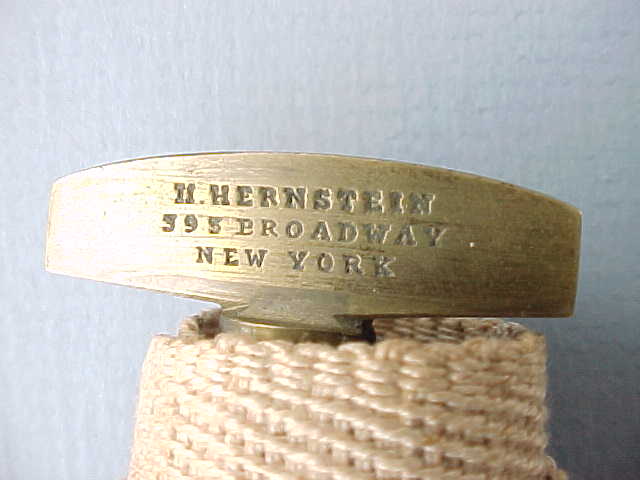 H. HERNSTEIN
393 BROADWAY
NEW YORK